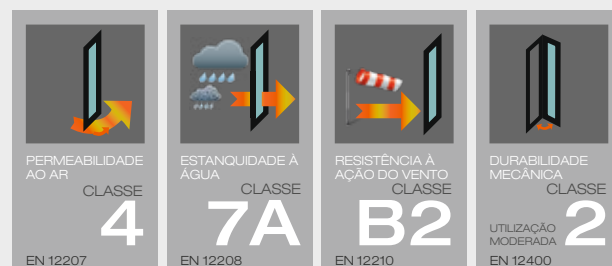 PERMEABILIDADE
AO AR
CLASSE
4
EN 12207
ESTANQUIDADE À
ÁGUA
CLASSE
7A
EN 12208
RESISTÊNCIA À
AÇÃO DO VENTO
CLASSE
B2
EN 12210
DURABILIDADE
MECÂNICA
CLASSE
UTILIZAÇÃO
MODERADA
2
EN 12400